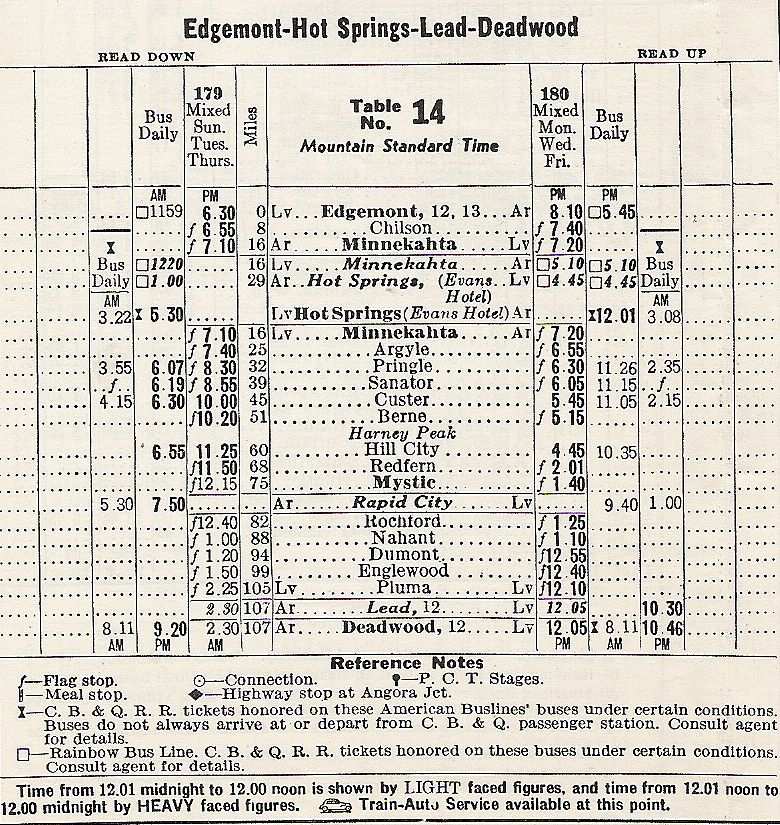 Edgemont-Hot Springs-Lead-Deadwood
READ DOWN READ UP
Bus Daily 179 Mixed Sun. Tues. Thurs. Miles Table No. 14 Mountain Standard Time 180 Mixed Mon. Wed. Fri. Bus Daily
AM PM PM PM
□1159 6.30 0 Lv...Edgemont, 12, 13...Ar 8.10 □5.45
f 6.55 8 Chilson f 7.40
f 7.10 16 Ar Minnekahta Lv f 7.20
Bus □1220 16 Lv Minnekahta Ar □5.10 □5.10 Bus
Daily □1.00 29 Ar Hot Springs, (Evans Lv □4.45 □4.45 Daily
AM Hotel) AM
3.22 ⵣ 5.30 Lv Hot Springs (Evans Hotel) Ar ⵣ12.01 3.08
f 7.10 16 Lv Minnekahta Ar f 7.20
f 7.40 25 Argyle f 6.55
3.55 6.07 f 8.30 32 Pringle f 6.30 11.26 2.35
f 6.19 f 8.55 39 Sanator f 6.05 11.15 f
4.15 6.30 10.00 45 Custer 5.45 11.05 2.15
f10.20 51 Berne f 5.15
Harney Peak
6.55 11.25 60 Hill City 4.45 10.35
f11.50 68 Redfern f 2.01
f12.15 75 Mystic f 1.40
5.30 7.50 Ar Rapid City Lv 9.40 1.00
f12.40 82 Rochford f 1.25
f 1.00 88 Nahant f 1.10
f 1.20 94 Dumont f12.55
f 1.50 99 Englewood f12.40
f 2.25 105 Lv Pluma Lv f12.10
2.30 107 Ar Lead, 12 Lv 12.05 10.30
8.11 9.20 2.30 107 Ar Deadwood, 12 Lv 12.05 ⵣ 8.11 10.46
AM PM AM PM AM AM
Reference Notes
f—Flag stop. ⊙—Connection. —P. C. T. Stages.
—Meal stop. ◆—Highway stop at Angora Jct.
ⵣ—C. B. & Q. R. R. tickets honored on these American Buslines' buses under certain conditions.
Buses do not always arrive at or depart from C. B. & Q. passenger station. Consult agent
for details.
□—Rainbow Bus Line. C. B. & Q. R. R. tickets honored on these buses under certain conditions.
Consult agent for details.
Time from 12.01 midnight to 12.00 noon is shown by LIGHT faced figures, and time from 12.01 noon to
12.00 midnight by HEAVY faced figures. Train-Auto Service available at this point.